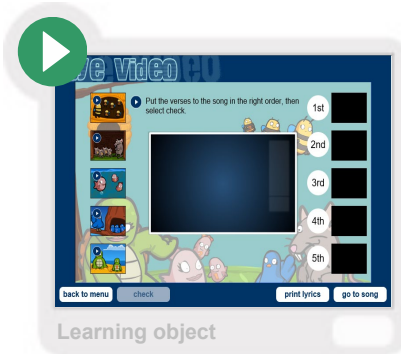 ve Video
Put the verses to the song in the right order, then
select check.
1st
2nd
3rd
4th
5th
back to menu
check
print lyrics
go to song
Learning object